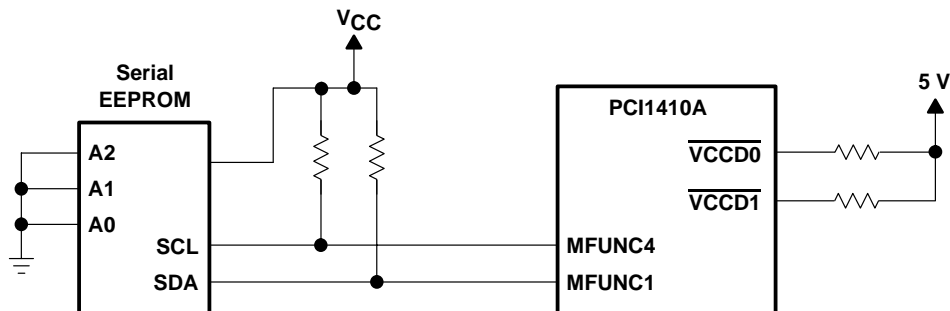 VCC
Serial
EEPROM
A2
A1
A0
SCL
SDA
5 V
PCI1410A
VCCD0
VCCD1
MFUNC4
MFUNC1